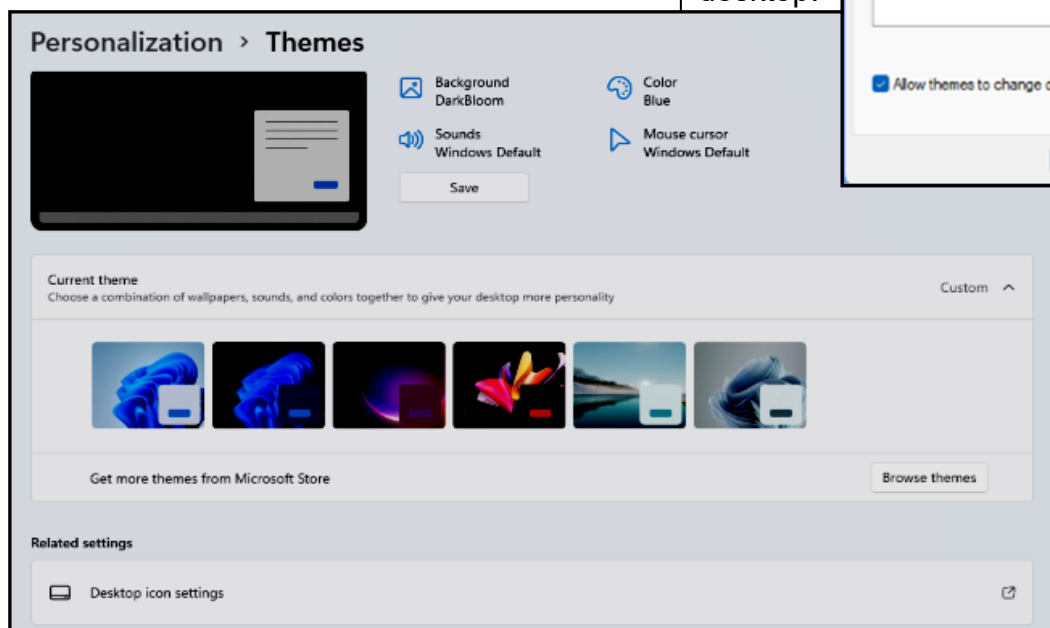 desktop.
Personalization > Themes
Background
DarkBloom
Color
Blue
Sounds
Windows Default
Mouse cursor
Windows Default
Save
Allow themes to change
Current theme
Choose a combination of wallpapers, sounds, and colors together to give your desktop more personality
Custom
Get more themes from Microsoft Store
Browse themes
Related settings
Desktop icon settings